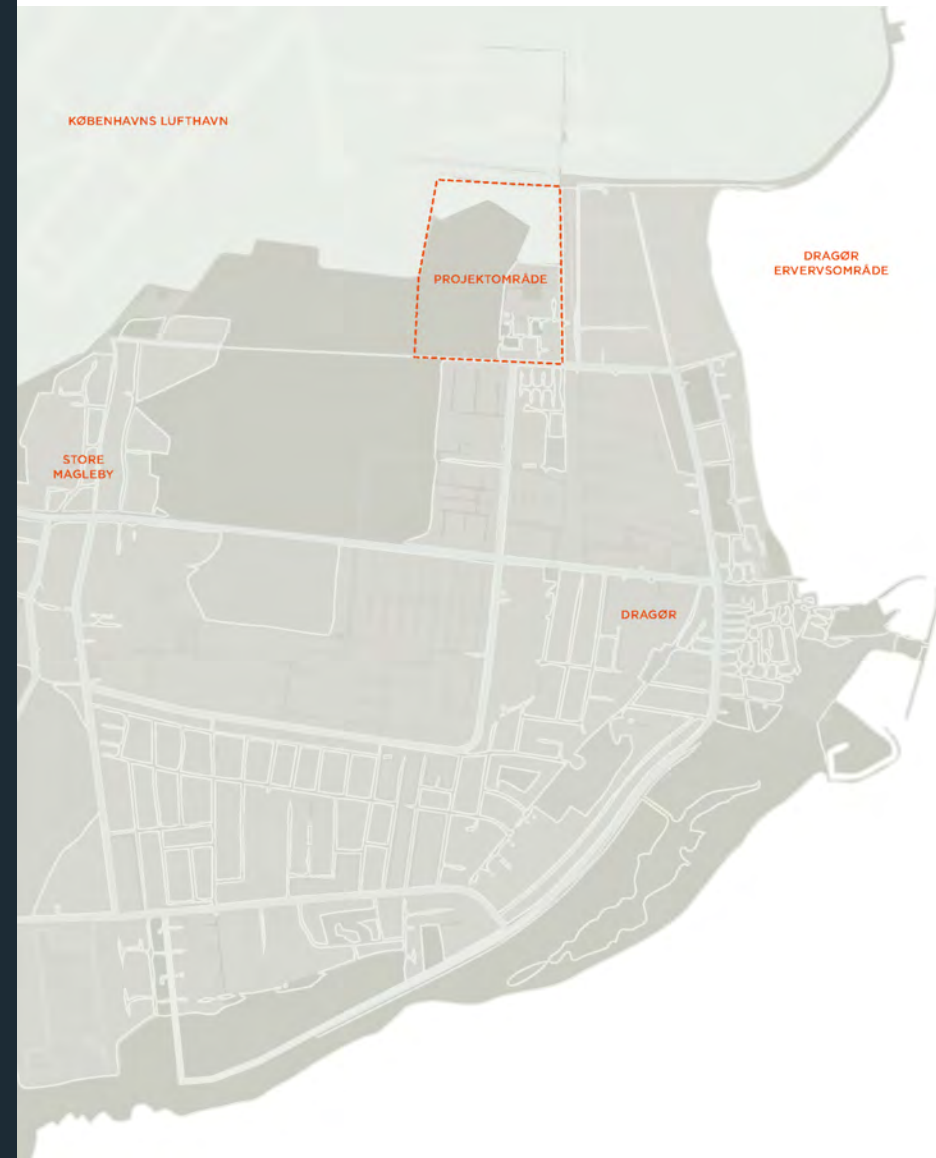 KØBENHAVNS LUFTHAVN
DRAGØR
ERVERVSOMRÅDE
PROJEKTOMRÅDE
STORE
MAGLEBY
DRAGØR